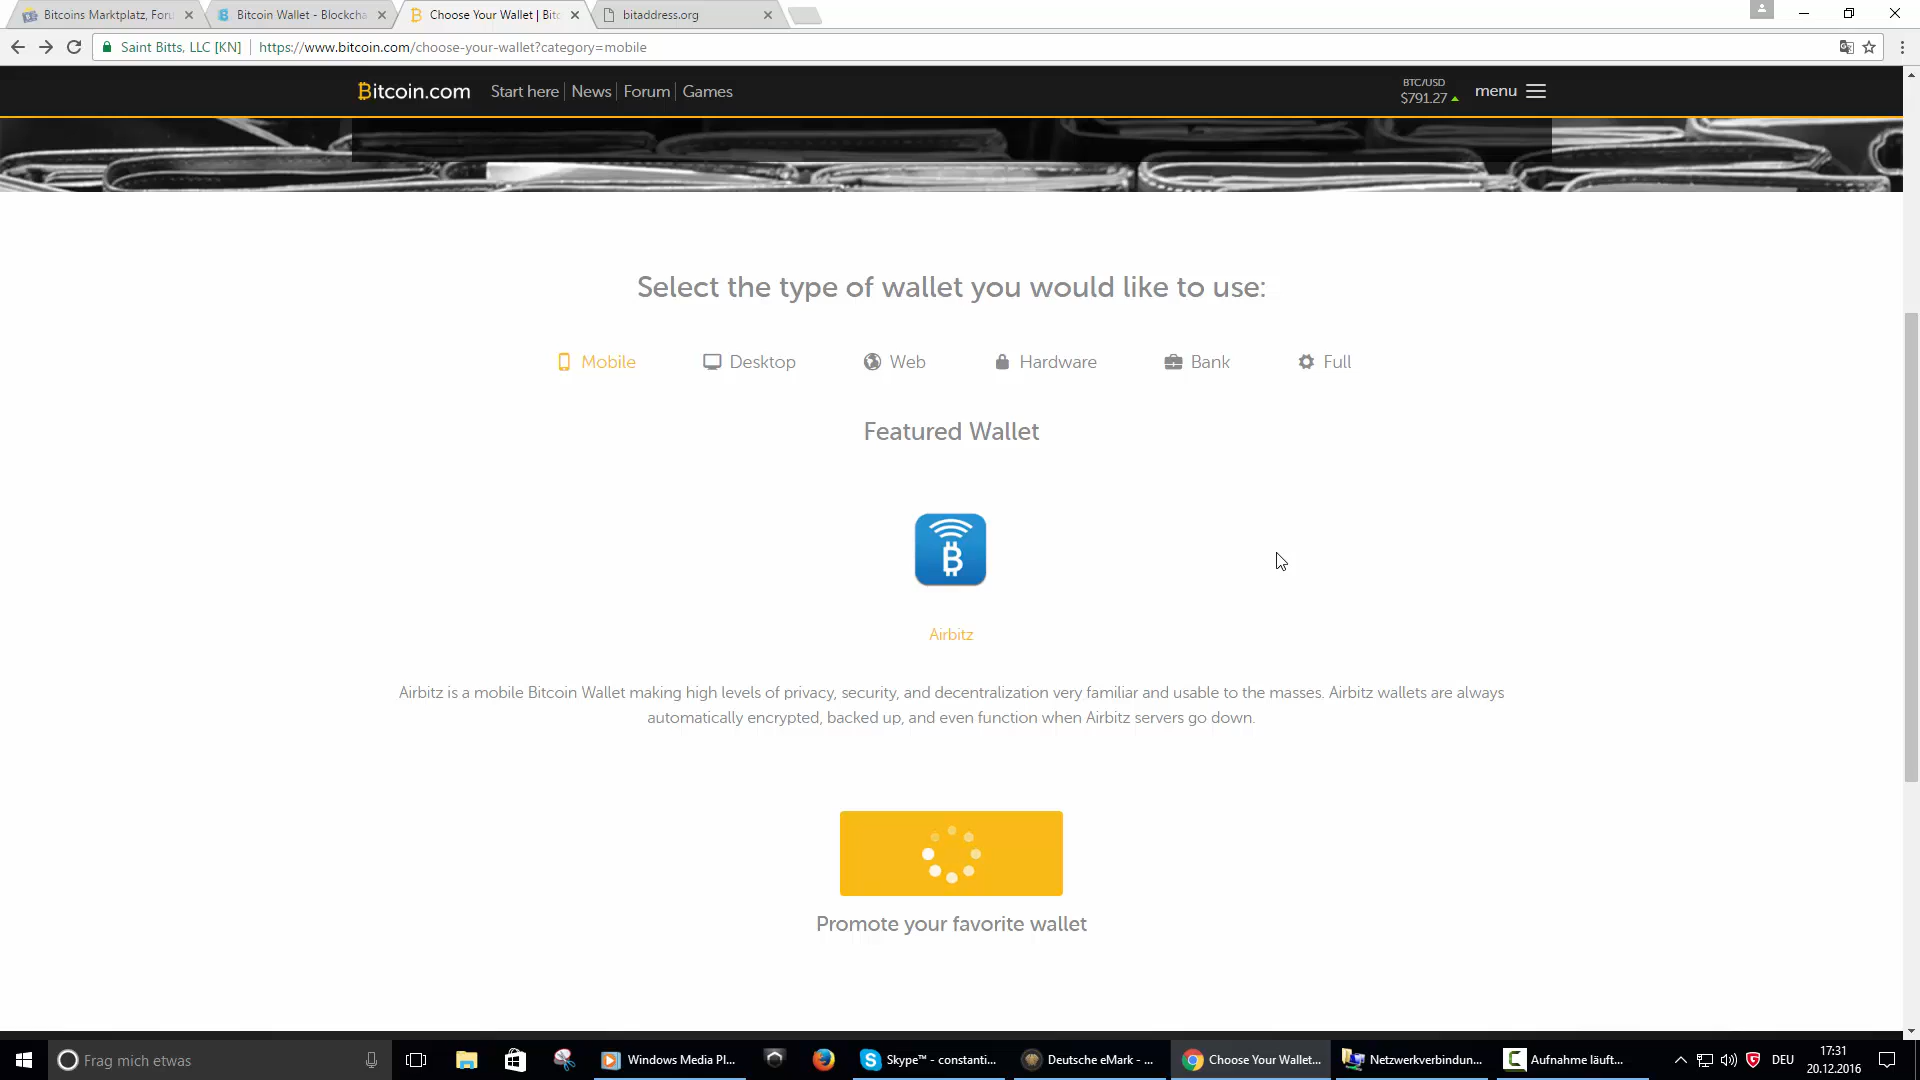 Bitcoins Marktplatz, Foru
Bitcoin Wallet - Blockcha
Choose Your Wallet | Bitc
bitaddress.org
Saint Bitts, LLC [KN]
https://www.bitcoin.com/choose-your-wallet?category=mobile
Bitcoin.com
Start here
News
Forum
Games
BTC/USD
$791.27
menu
Select the type of wallet you would like to use:
Mobile
Desktop
Web
Hardware
Bank
Full
Featured Wallet
Airbitz
Airbitz is a mobile Bitcoin Wallet making high levels of privacy, security, and decentralization very familiar and usable to the masses. Airbitz wallets are always
automatically encrypted, backed up, and even function when Airbitz servers go down.
Promote your favorite wallet
Frag mich etwas
Windows Media Pl...
Skype™ - constanti...
Deutsche eMark - ...
Choose Your Wallet...
Netzwerkverbindun...
Aufnahme läuft...
DEU
17:31
20.12.2016